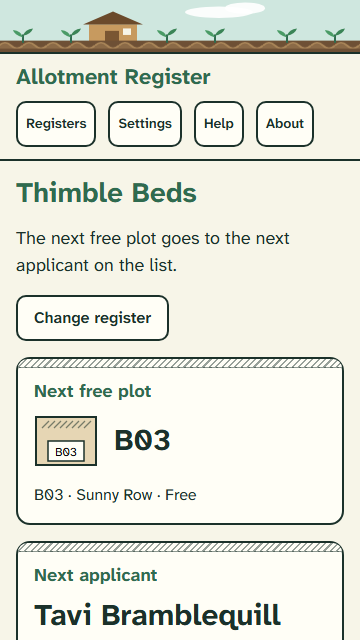 Allotment Register
Registers
Settings
Help
About
Thimble Beds
The next free plot goes to the next
applicant on the list.
Change register
Next free plot
B03
B03
B03 · Sunny Row · Free
Next applicant
Tavi Bramblequill